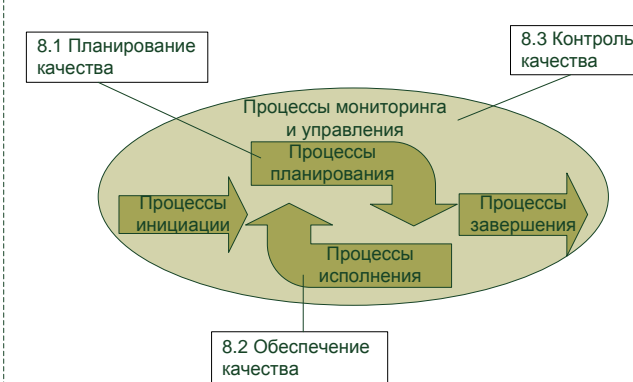 8.1 Планирование
качества
8.3 Контроль
качества
Процессы мониторинга
и управления
Процессы
планирования
Процессы
инициации
Процессы
завершения
Процессы
исполнения
8.2 Обеспечение
качества